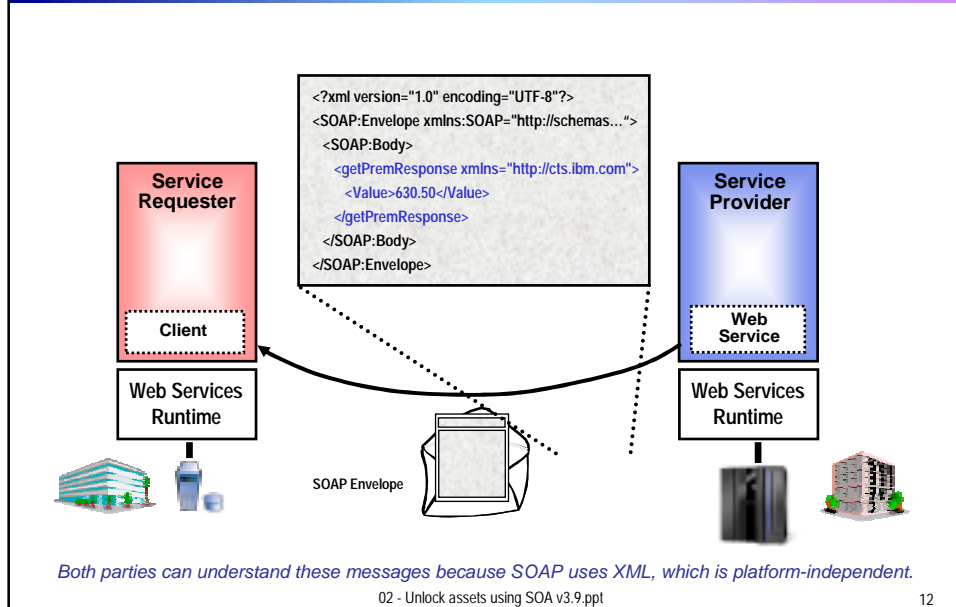 <?xml version="1.0" encoding="UTF-8"?>
<SOAP:Envelope xmlns:SOAP="http://schemas…“>
<SOAP:Body>
<getPremResponse xmlns="http://cts.ibm.com">
<Value>630.50</Value>
</getPremResponse>
</SOAP:Body>
</SOAP:Envelope>
Service
Requester
Client
Web Services
Runtime
Service
Provider
Web
Service
Web Services
Runtime
SOAP Envelope
Both parties can understand these messages because SOAP uses XML, which is platform-independent.
02 - Unlock assets using SOA v3.9.ppt
12